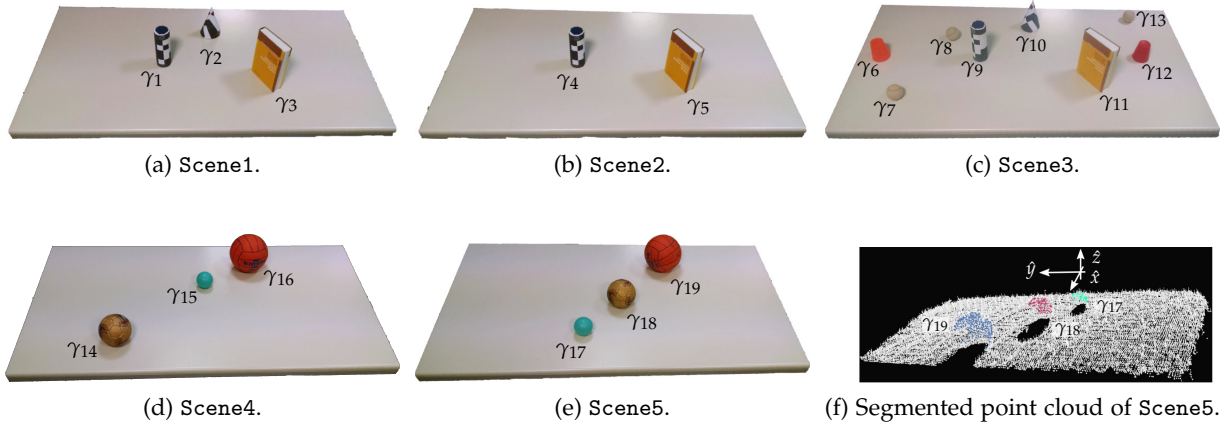 γ1
γ2
γ3
(a) Scene1.
γ4
γ5
(b) Scene2.
γ6
γ7
γ8
γ9
γ10
γ11
γ12
γ13
(c) Scene3.
γ14
γ15
γ16
(d) Scene4.
γ17
γ18
γ19
(e) Scene5.
ẑ
ŷ
x̂
γ17
γ18
γ19
(f) Segmented point cloud of Scene5.